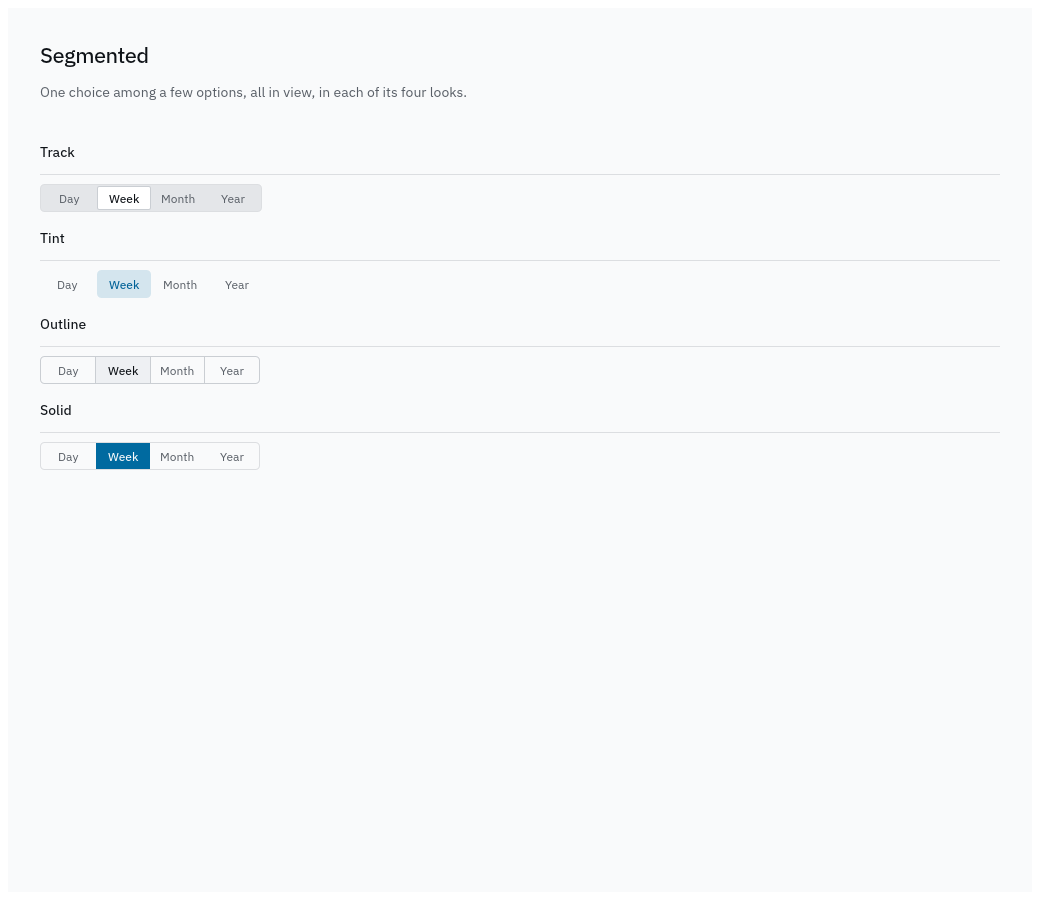 Segmented
One choice among a few options, all in view, in each of its four looks.
Track
Day Week Month Year
Tint
Day Week Month Year
Outline
Day Week Month Year
Solid
Day Week Month Year